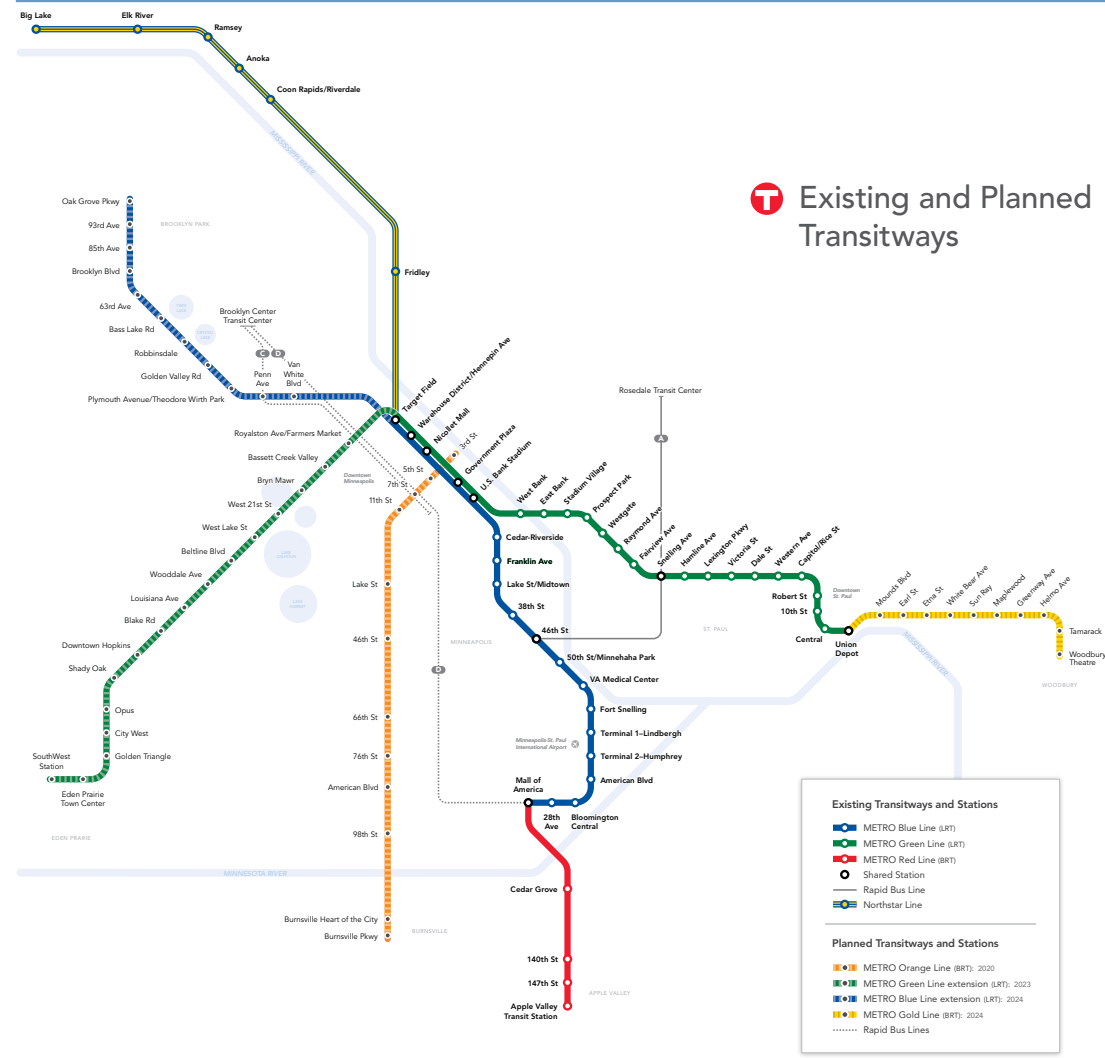 Big Lake
Elk River
Ramsey
Anoka
Coon Rapids/Riverdale
MISSISSIPPI RIVER
T
Existing and Planned
Transitways
Oak Grove Pkwy
93rd Ave
85th Ave
Brooklyn Blvd
BROOKLYN PARK
63rd Ave
Bass Lake Rd
Robbinsdale
Golden Valley Rd
Plymouth Avenue/Theodore Wirth Park
Brooklyn Center
Transit Center
C
D
Penn
Ave
Van
White
Blvd
Fridley
Target Field
Warehouse District/Hennepin Ave
Nicollet Mall
3rd St
Government Plaza
U.S. Bank Stadium
5th St
7th St
11th St
Downtown
Minneapolis
Royalston Ave/Farmers Market
Bassett Creek Valley
Bryn Mawr
West 21st St
West Lake St
Beltline Blvd
Wooddale Ave
Louisiana Ave
Blake Rd
Downtown Hopkins
Shady Oak
Opus
City West
Golden Triangle
SouthWest
Station
Eden Prairie
Town Center
EDEN PRARIE
Rosedale Transit Center
A
West Bank
East Bank
Stadium Village
Prospect Park
Westgate
Raymond Ave
Fairview Ave
Snelling Ave
Hamline Ave
Lexington Pkwy
Victoria St
Dale St
Western Ave
Capitol/Rice St
Robert St
10th St
Central
Union
Depot
Downtown
St. Paul
ST. PAUL
Mounds Blvd
Earl St
Etna St
White Bear Ave
Sun Ray
Maplewood
Greenway Ave
Helmo Ave
Tamarack
Woodbury
Theatre
WOODBURY
MISSISSIPPI RIVER
Cedar-Riverside
Franklin Ave
Lake St/Midtown
38th St
46th St
50th St/Minnehaha Park
VA Medical Center
Fort Snelling
Terminal 1–Lindbergh
Terminal 2–Humphrey
American Blvd
Minneapolis-St. Paul
International Airport
Mall of
America
28th
Ave
Bloomington
Central
MINNEAPOLIS
D
Lake St
46th St
66th St
76th St
American Blvd
98th St
MINNESOTA RIVER
Burnsville Heart of the City
Burnsville Pkwy
BURNSVILLE
Cedar Grove
140th St
147th St
Apple Valley
Transit Station
APPLE VALLEY
Existing Transitways and Stations
METRO Blue Line (LRT)
METRO Green Line (LRT)
METRO Red Line (BRT)
Shared Station
Rapid Bus Line
Northstar Line
Planned Transitways and Stations
METRO Orange Line (BRT): 2020
METRO Green Line extension (LRT): 2023
METRO Blue Line extension (LRT): 2024
METRO Gold Line (BRT): 2024
Rapid Bus Lines